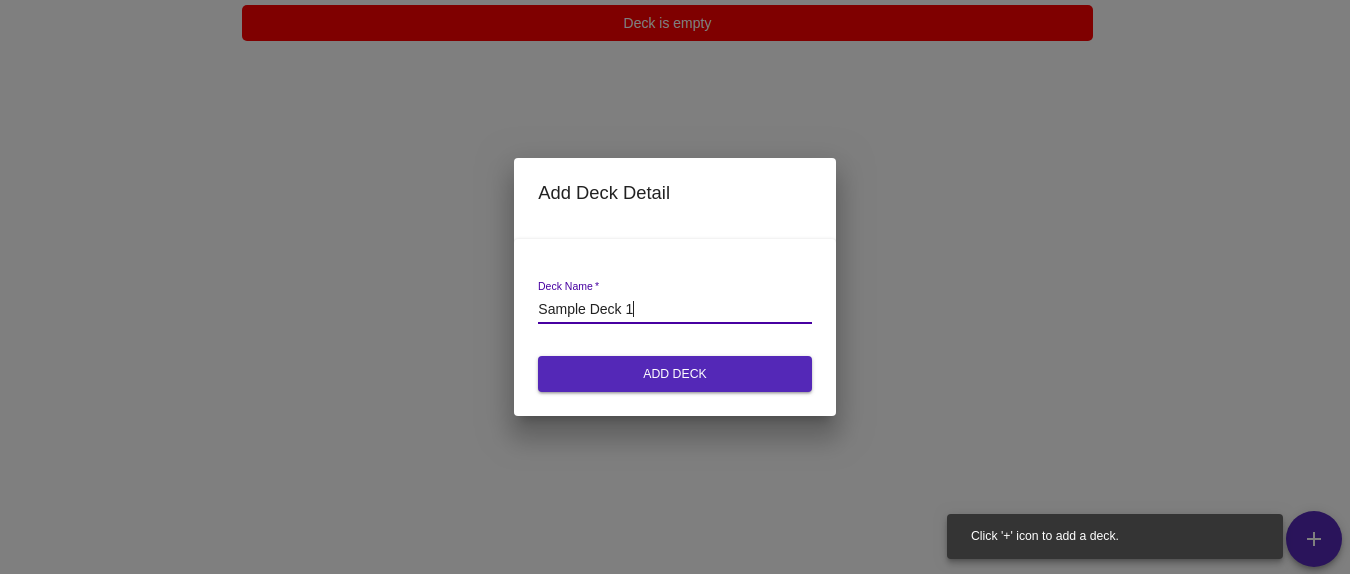 Deck is empty
Add Deck Detail
Deck Name *
Sample Deck 1
ADD DECK
Click '+' icon to add a deck.